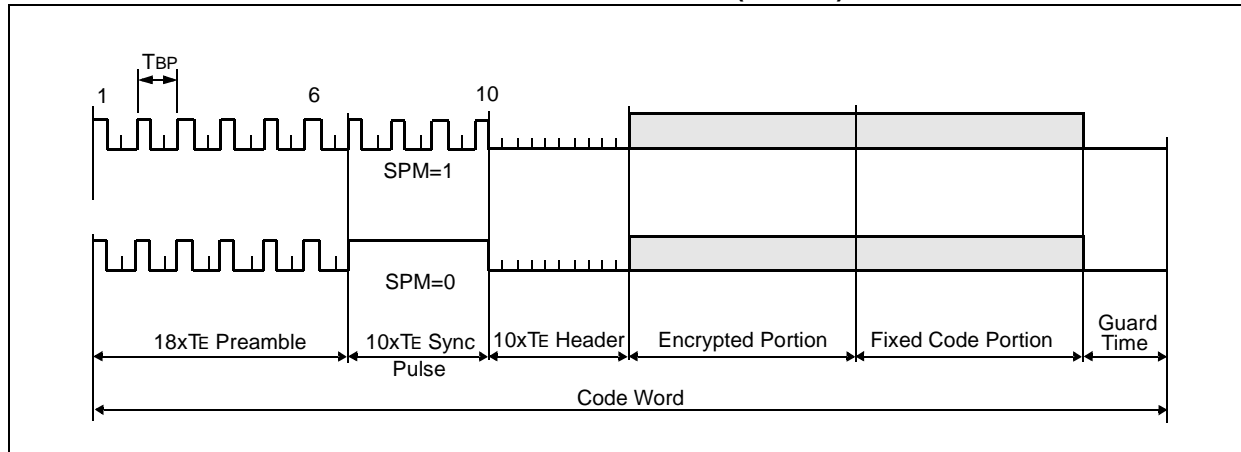 TBP
1 6 10
SPM=1
SPM=0
18xTE Preamble
10xTE Sync
Pulse
10xTE Header
Encrypted Portion
Fixed Code Portion
Guard
Time
Code Word